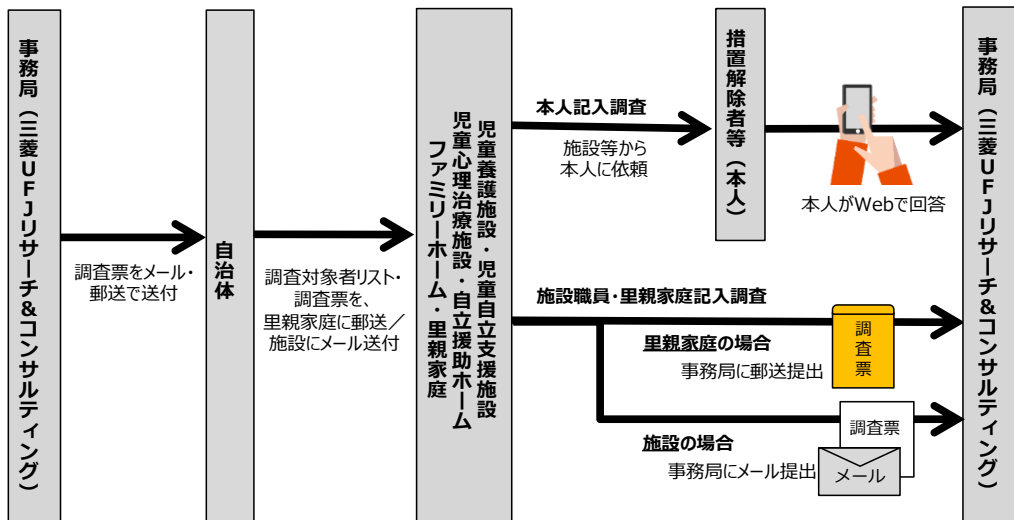 事務局（三菱UFJリサーチ&コンサルティング）
調査票をメール・
郵送で送付
自治体
調査対象者リスト・
調査票を、
里親家庭に郵送／
施設にメール送付
児童養護施設・児童自立支援施設
児童心理治療施設・自立援助ホーム
ファミリーホーム・里親家庭
本人記入調査
施設等から
本人に依頼
措置解除者等（本人）
本人がWebで回答
施設職員・里親家庭記入調査
里親家庭の場合
事務局に郵送提出
調査票
施設の場合
事務局にメール提出
調査票
メール
事務局（三菱UFJリサーチ&コンサルティング）